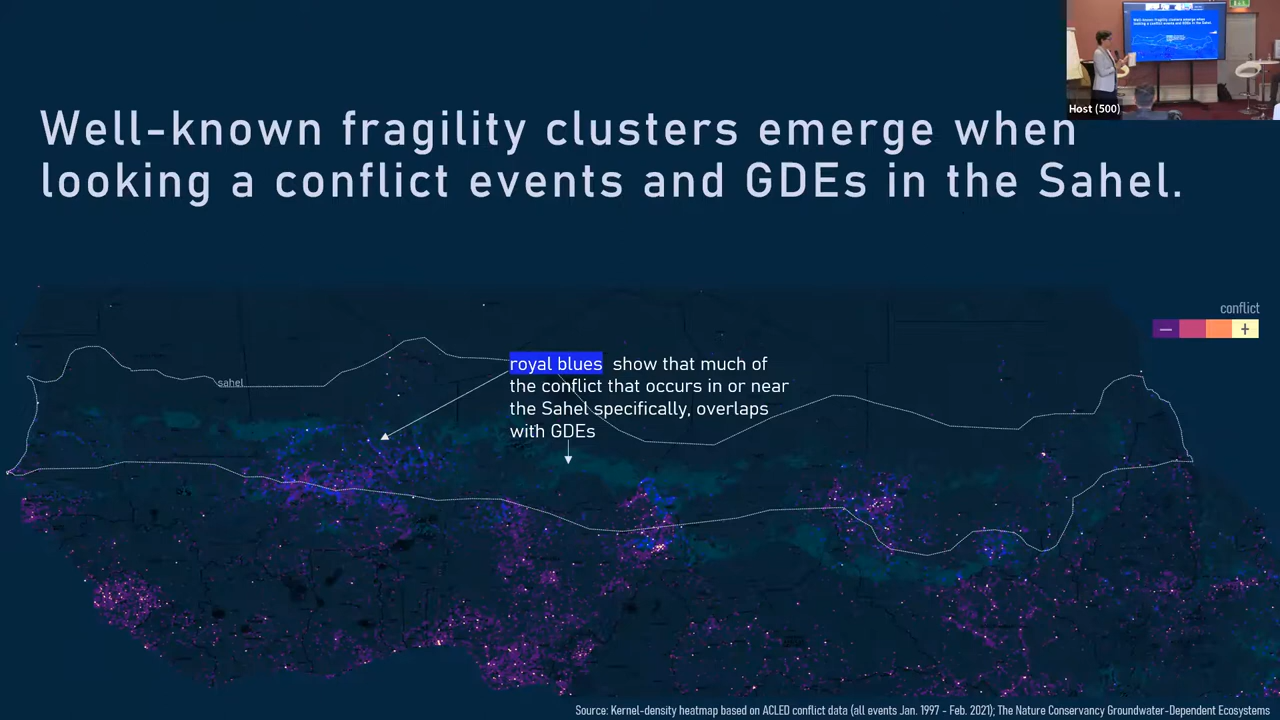 Well-known fragility clusters emerge when
looking a conflict events and GDEs in the Sahel.
Host (500)
conflict
– +
sahel
royal blues show that much of
the conflict that occurs in or near
the Sahel specifically, overlaps
with GDEs
Source: Kernel-density heatmap based on ACLED conflict data (all events Jan. 1997 - Feb. 2021); The Nature Conservancy Groundwater-Dependent Ecosystems